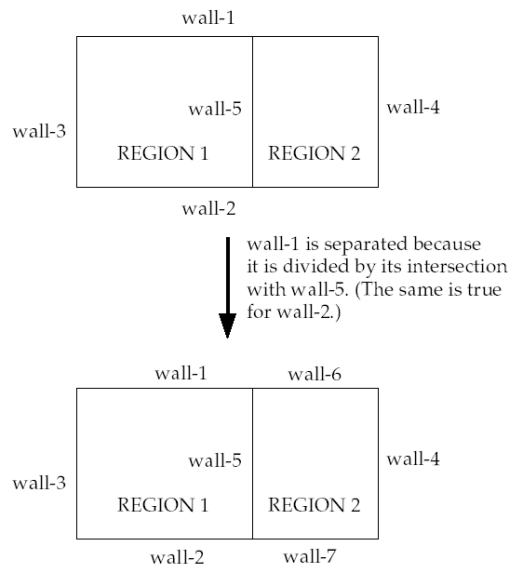 wall-1
wall-5
wall-4
wall-3
REGION 1
REGION 2
wall-2
wall-1 is separated because
it is divided by its intersection
with wall-5. (The same is true
for wall-2.)
wall-1
wall-6
wall-5
wall-4
wall-3
REGION 1
REGION 2
wall-2
wall-7